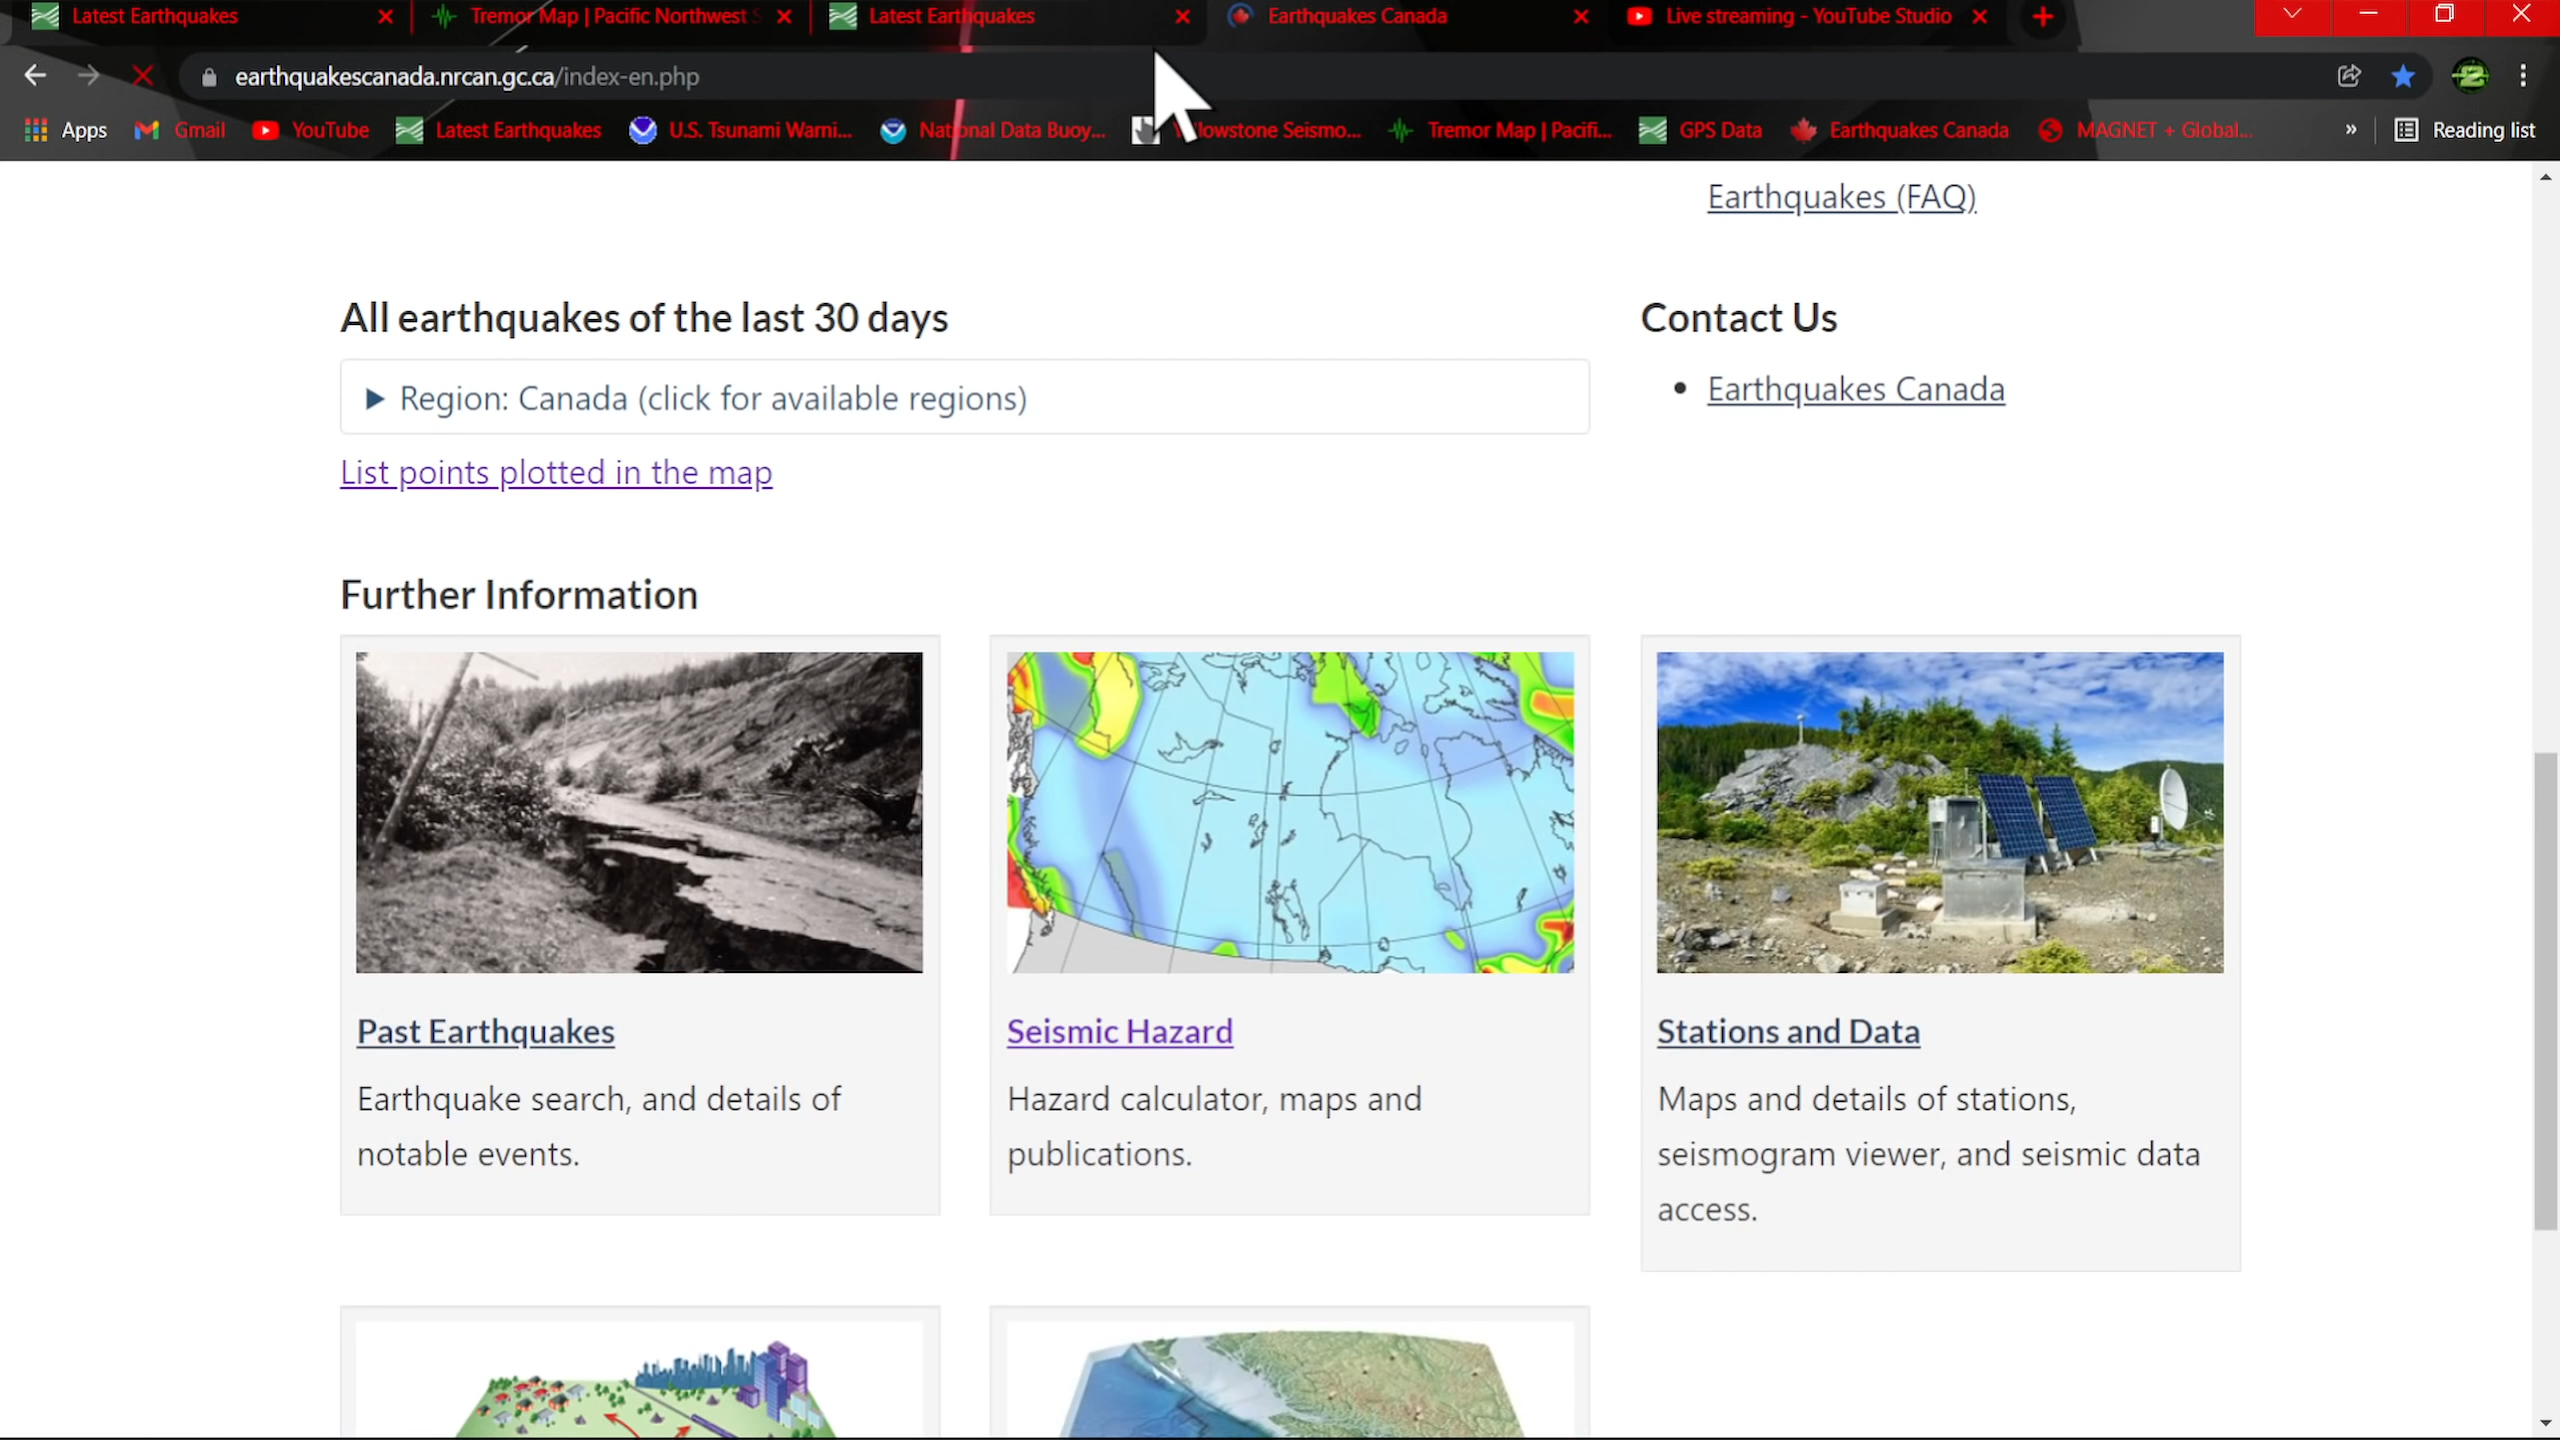 Latest Earthquakes
Tremor Map | Pacific Northwest S
Latest Earthquakes
Earthquakes Canada
Live streaming - YouTube Studio
earthquakescanada.nrcan.gc.ca/index-en.php
Apps
Gmail
YouTube
Latest Earthquakes
U.S. Tsunami Warni...
National Data Buoy...
llowstone Seismo...
Tremor Map | Pacifi...
GPS Data
Earthquakes Canada
MAGNET + Global...
»
Reading list
Earthquakes (FAQ)
All earthquakes of the last 30 days
Region: Canada (click for available regions)
List points plotted in the map
Contact Us
• Earthquakes Canada
Further Information
Past Earthquakes
Earthquake search, and details of
notable events.
Seismic Hazard
Hazard calculator, maps and
publications.
Stations and Data
Maps and details of stations,
seismogram viewer, and seismic data
access.